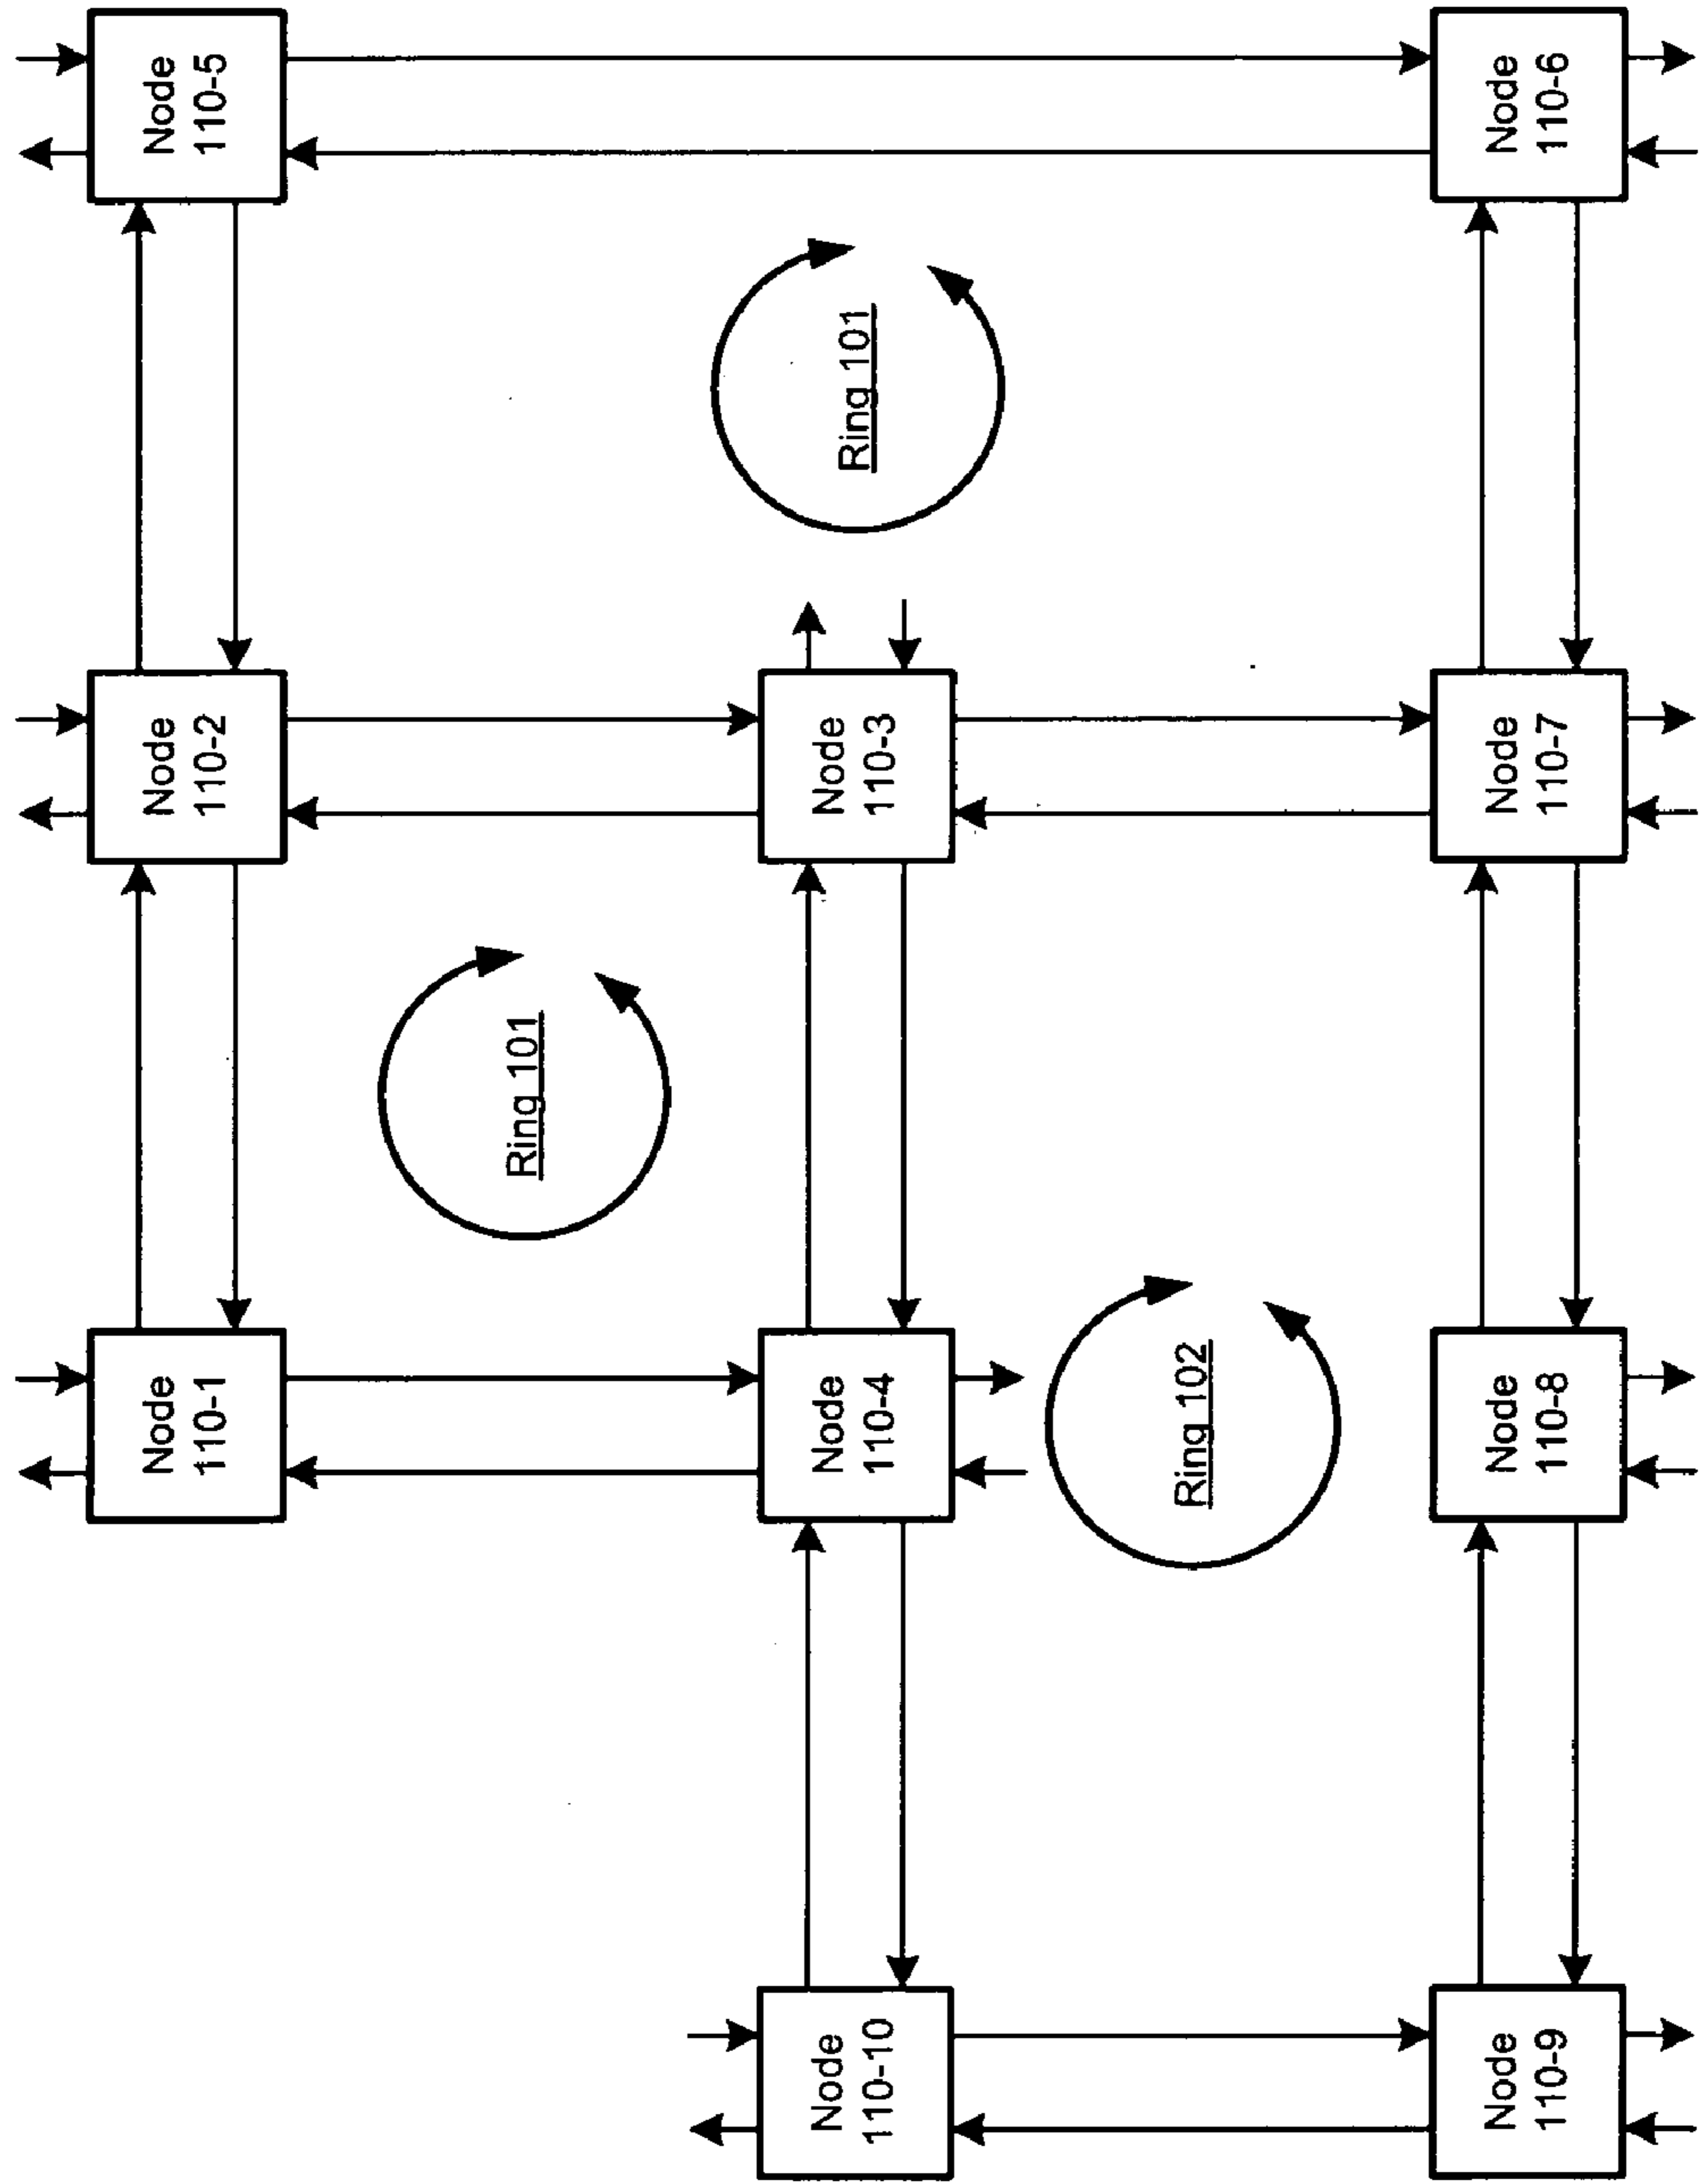 Node
110-1
Node
110-2
Node
110-5
Ring 101
Node
110-10
Node
110-4
Node
110-3
Ring 101
Ring 102
Node
110-9
Node
110-8
Node
110-7
Node
110-6